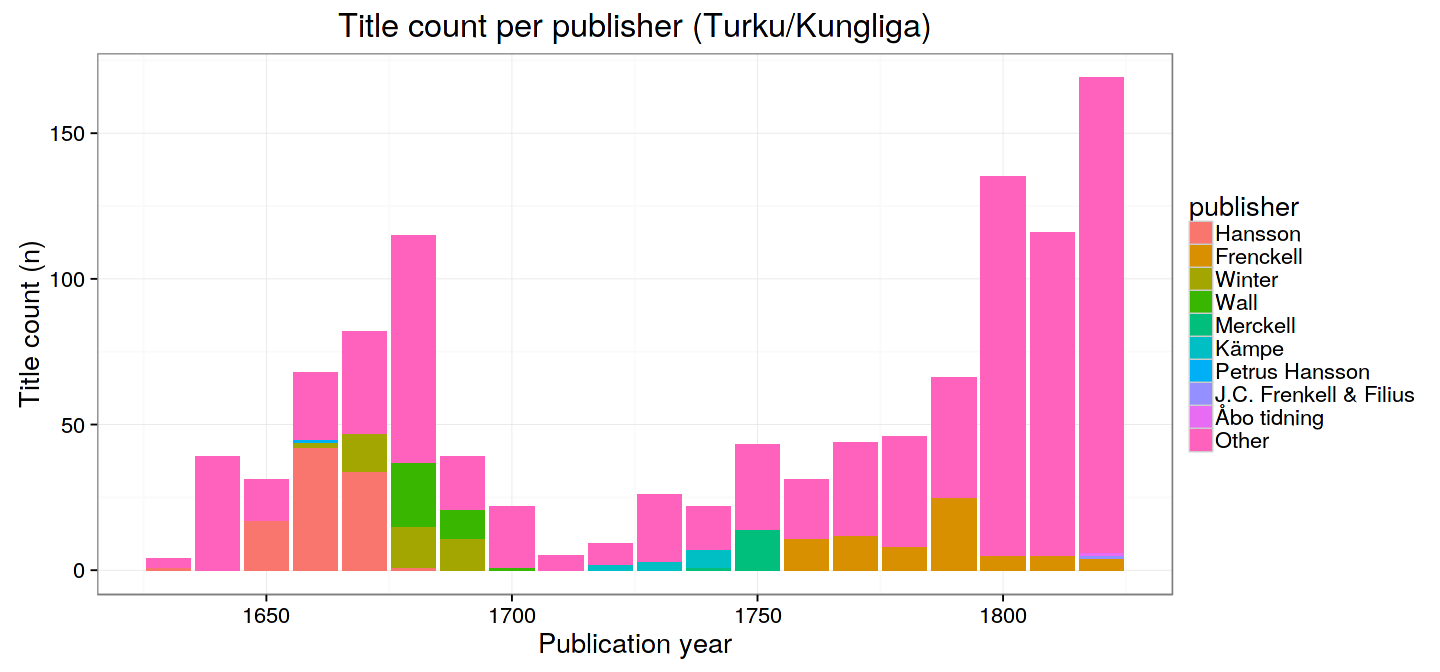 Title count per publisher (Turku/Kungliga)
Title count (n)
150
100
50
0
1650 1700 1750 1800
Publication year
publisher
Hansson
Frenckell
Winter
Wall
Merckell
Kämpe
Petrus Hansson
J.C. Frenkell & Filius
Åbo tidning
Other